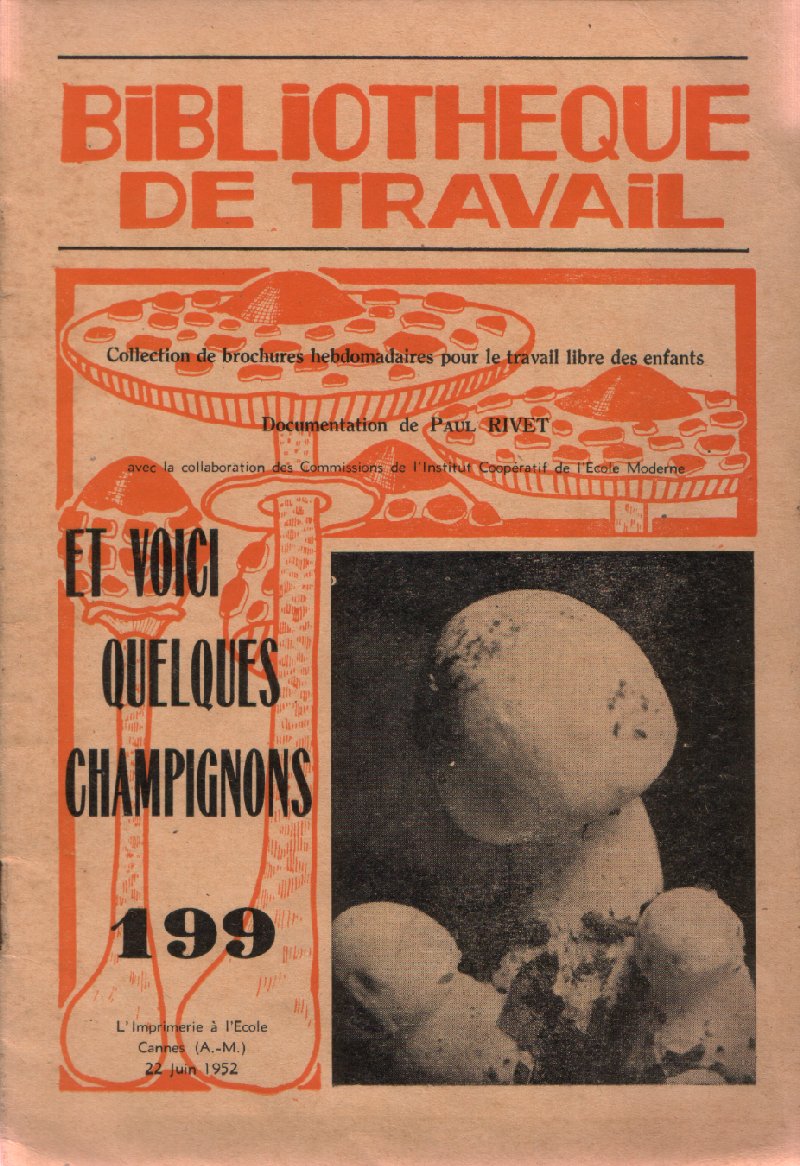 BiBLiOTHEQUE
DE TRAVAiL
Collection de brochures hebdomadaires pour le travail libre des enfants
Documentation de PAUL RIVET
avec la collaboration des Commissions de l'Institut Coopératif de l'Ecole Moderne
ET VOICI
QUELQUES
CHAMPIGNONS
199
L'Imprimerie à l'Ecole
Cannes (A.-M.)
22 Juin 1952